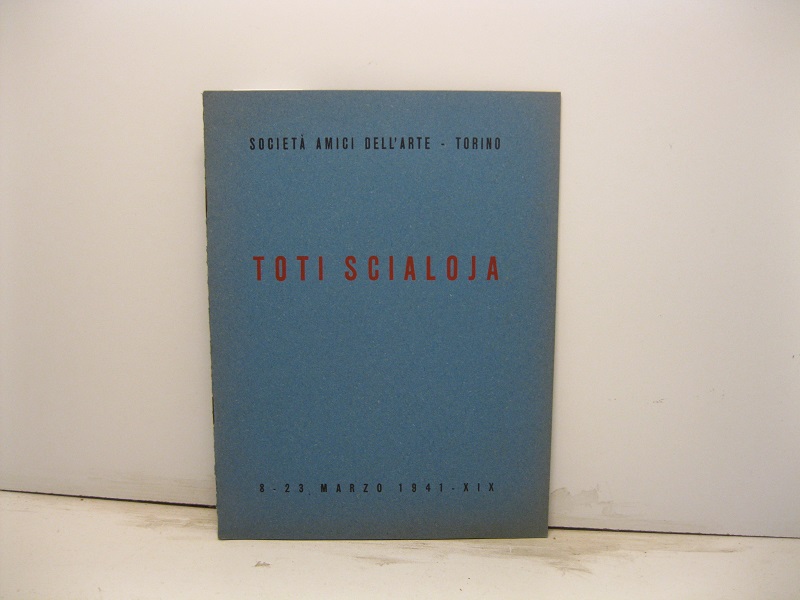 SOCIETÀ AMICI DELL'ARTE - TORINO
TOTI SCIALOJA
8 - 23 MARZO 1941 - XIX